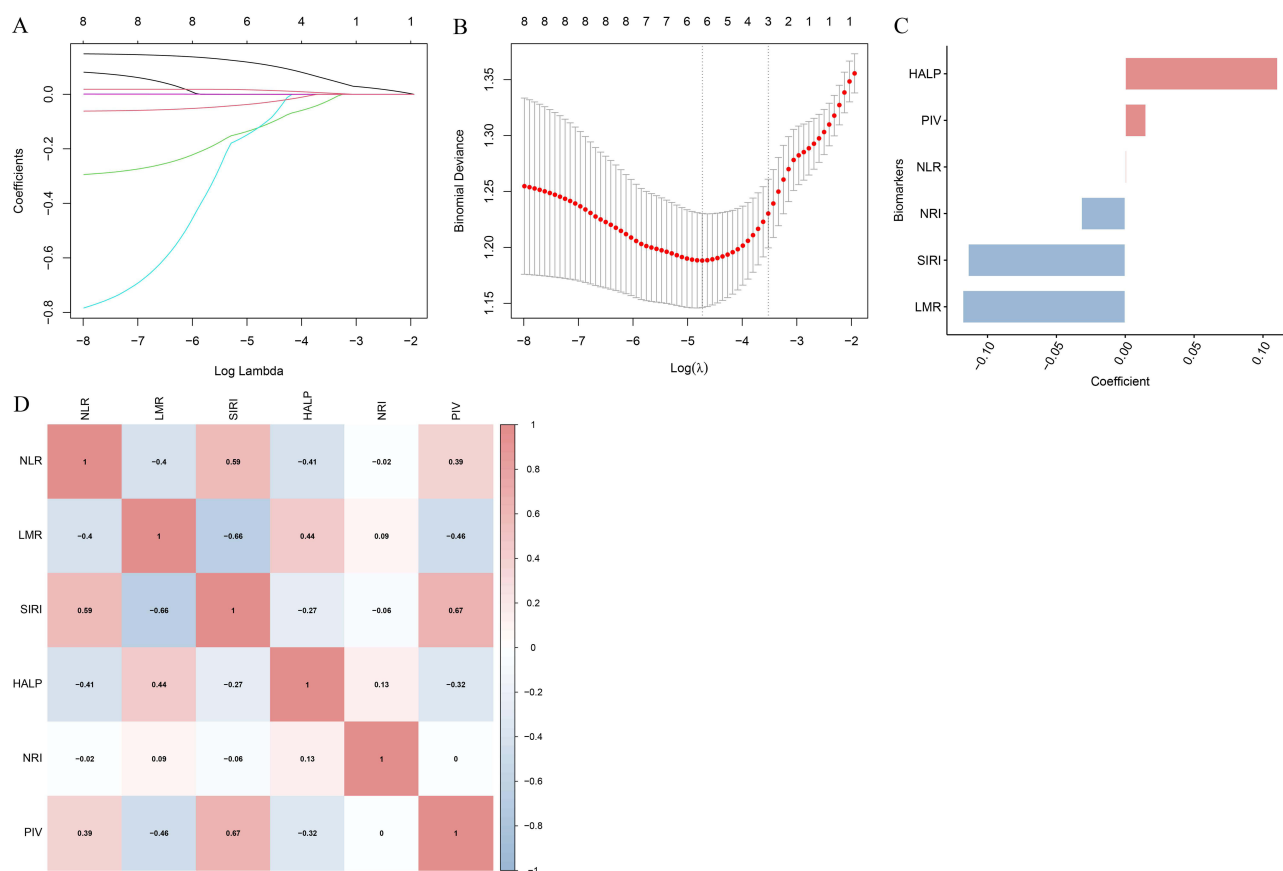 A
8 8 6 4 1 1
Coefficients
0.0
−0.2
−0.4
−0.6
−0.8
−8 −7 −6 −5 −4 −3 −2
Log Lambda
B
8 8 8 8 8 8 7 7 6 6 5 4 3 2 1 1 1
Binomial Deviance
1.35
1.30
1.25
1.20
1.15
−8 −7 −6 −5 −4 −3 −2
Log(λ)
C
Biomarkers
HALP
PIV
NLR
NRI
SIRI
LMR
−0.10 −0.05 0.00 0.05 0.10
Coefficient
D
NLR LMR SIRI HALP NRI PIV
NLR 1 −0.4 0.59 −0.41 −0.02 0.39
LMR −0.4 1 −0.66 0.44 0.09 −0.46
SIRI 0.59 −0.66 1 −0.27 −0.06 0.67
HALP −0.41 0.44 −0.27 1 0.13 −0.32
NRI −0.02 0.09 −0.06 0.13 1 0
PIV 0.39 −0.46 0.67 −0.32 0 1
1
0.8
0.6
0.4
0.2
0
−0.2
−0.4
−0.6
−0.8
−1